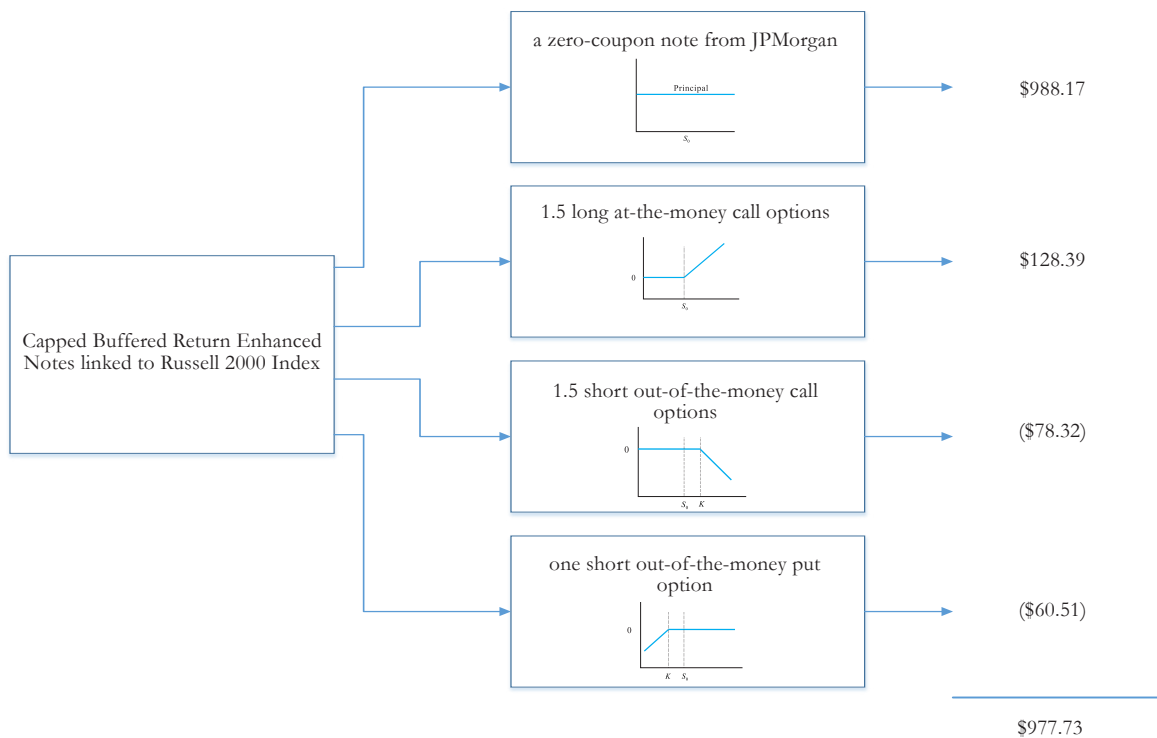 a zero-coupon note from JPMorgan
Principal
S₀
$988.17
1.5 long at-the-money call options
0
S₀
$128.39
Capped Buffered Return Enhanced
Notes linked to Russell 2000 Index
1.5 short out-of-the-money call
options
0
S₀ K
($78.32)
one short out-of-the-money put
option
0
K S₀
($60.51)
$977.73